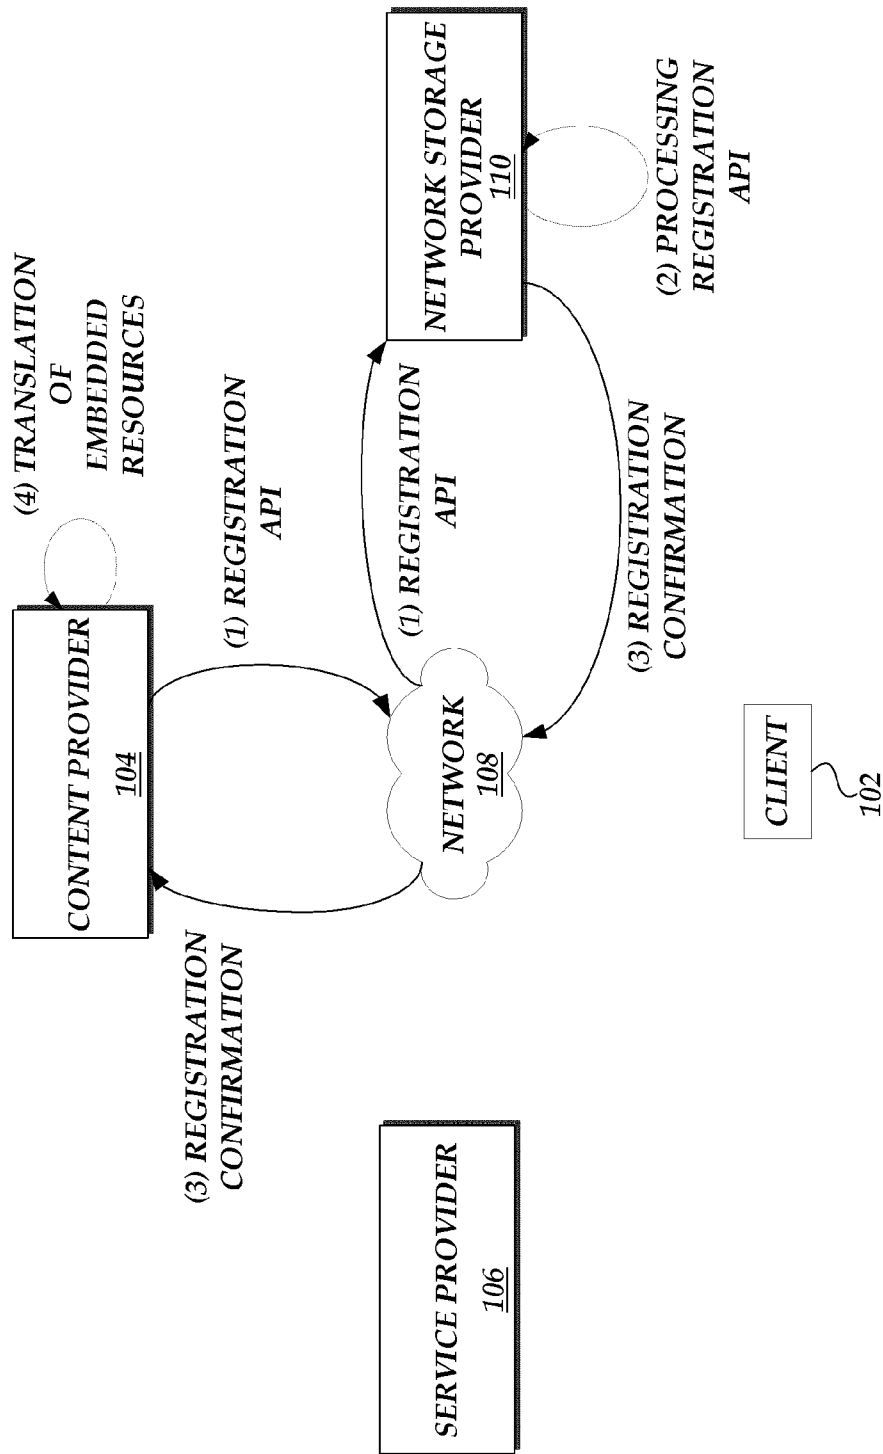 (4) TRANSLATION
OF
EMBEDDED
RESOURCES
CONTENT PROVIDER
104
(1) REGISTRATION
API
(3) REGISTRATION
CONFIRMATION
NETWORK STORAGE
PROVIDER
110
(1) REGISTRATION
API
NETWORK
108
SERVICE PROVIDER
106
(2) PROCESSING
REGISTRATION
API
(3) REGISTRATION
CONFIRMATION
CLIENT
102